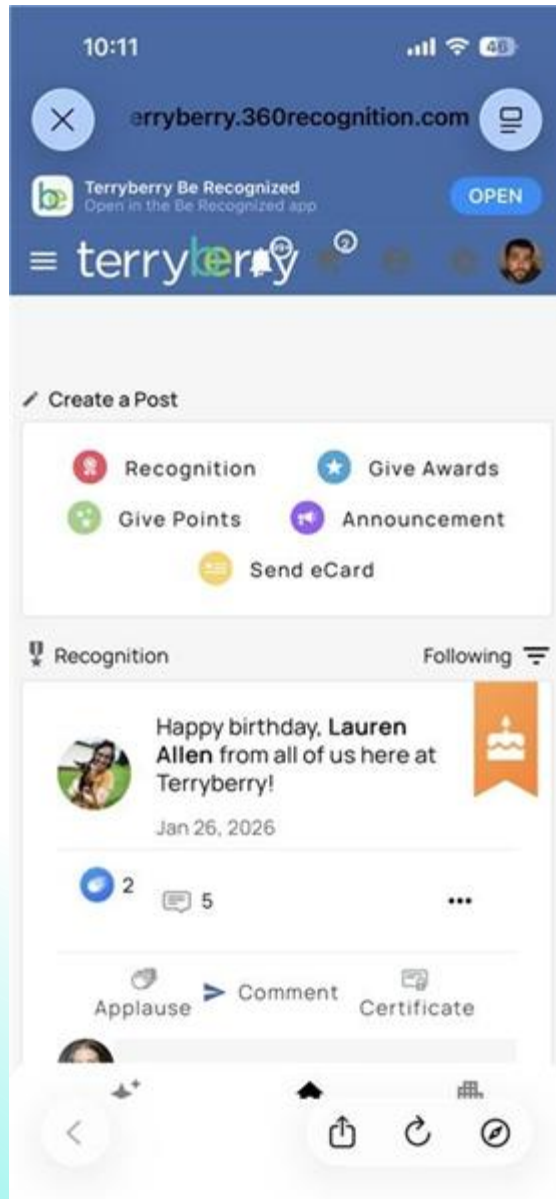 10:11
46
erryberry.360recognition.com
Terryberry Be Recognized
Open in the Be Recognized app
OPEN
terryberry
99+
2
Create a Post
Recognition
Give Awards
Give Points
Announcement
Send eCard
Recognition
Following
Happy birthday, Lauren
Allen from all of us here at
Terryberry!
Jan 26, 2026
2
5
Applause
Comment
Certificate